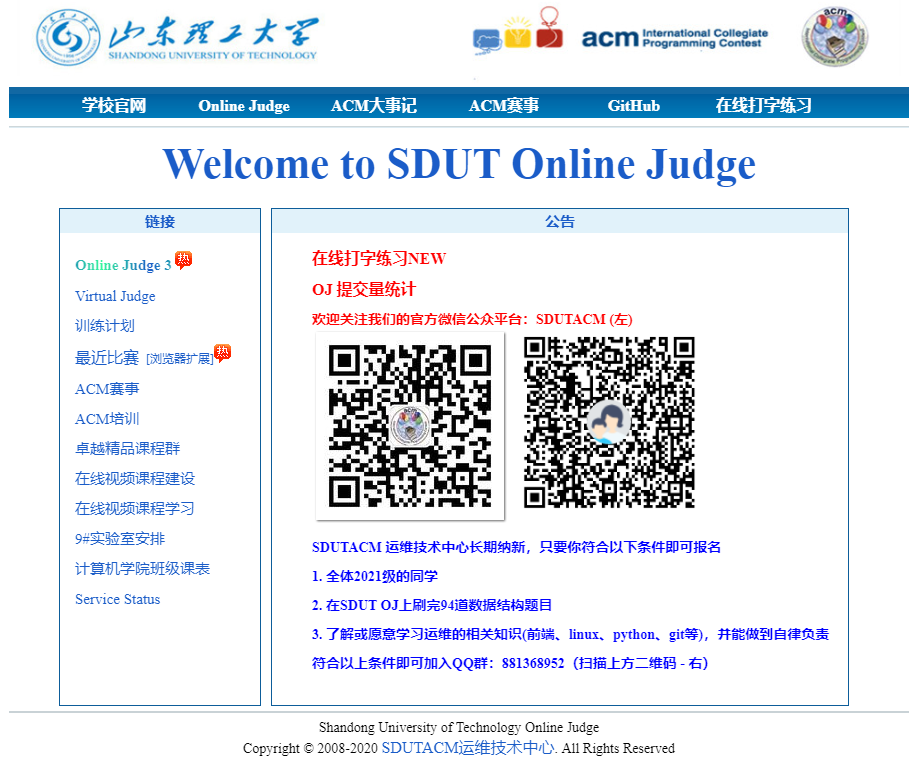 山东理工大学
SHANDONG UNIVERSITY OF TECHNOLOGY
acm International Collegiate
Programming Contest
acm
学校官网 Online Judge ACM大事记 ACM赛事 GitHub 在线打字练习
Welcome to SDUT Online Judge
链接
Online Judge 3 热
Virtual Judge
训练计划
最近比赛 [浏览器扩展] 热
ACM赛事
ACM培训
卓越精品课程群
在线视频课程建设
在线视频课程学习
9#实验室安排
计算机学院班级课表
Service Status
公告
在线打字练习NEW
OJ 提交量统计
欢迎关注我们的官方微信公众平台：SDUTACM (左)
acm
SDUTACM 运维技术中心长期纳新，只要你符合以下条件即可报名
1. 全体2021级的同学
2. 在SDUT OJ上刷完94道数据结构题目
3. 了解或愿意学习运维的相关知识(前端、linux、python、git等)，并能做到自律负责
符合以上条件即可加入QQ群：881368952（扫描上方二维码 - 右）
Shandong University of Technology Online Judge
Copyright © 2008-2020 SDUTACM运维技术中心. All Rights Reserved